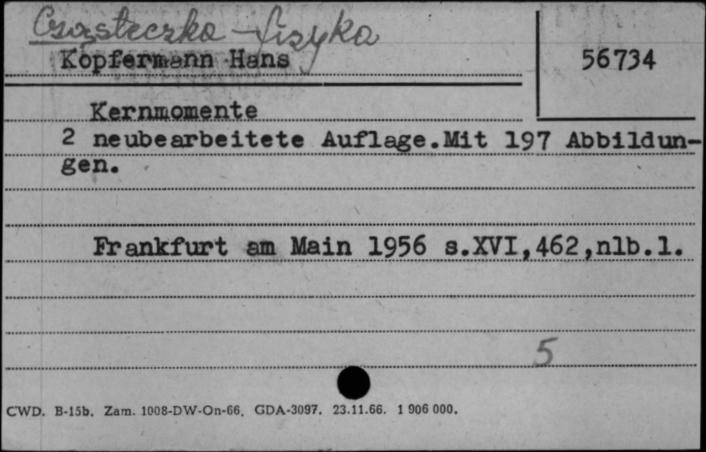 Cząsteczka - fizyka
Kopfermann Hans
56734
Kernmomente
2 neubearbeitete Auflage.Mit 197 Abbildun-
gen.
Frankfurt am Main 1956 s.XVI,462,nlb.l.
5
CWD. B-15b. Zam. 1008-DW-On-66. GDA-3097. 23.11.66. 1 906 000.